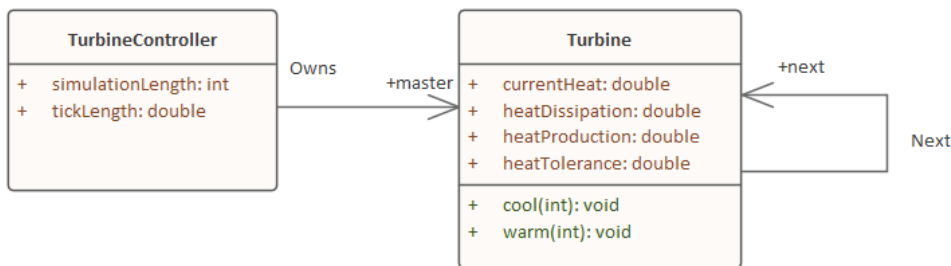 TurbineController
+ simulationLength: int
+ tickLength: double
Owns
+master
Turbine
+ currentHeat: double
+ heatDissipation: double
+ heatProduction: double
+ heatTolerance: double
+ cool(int): void
+ warm(int): void
+next
Next